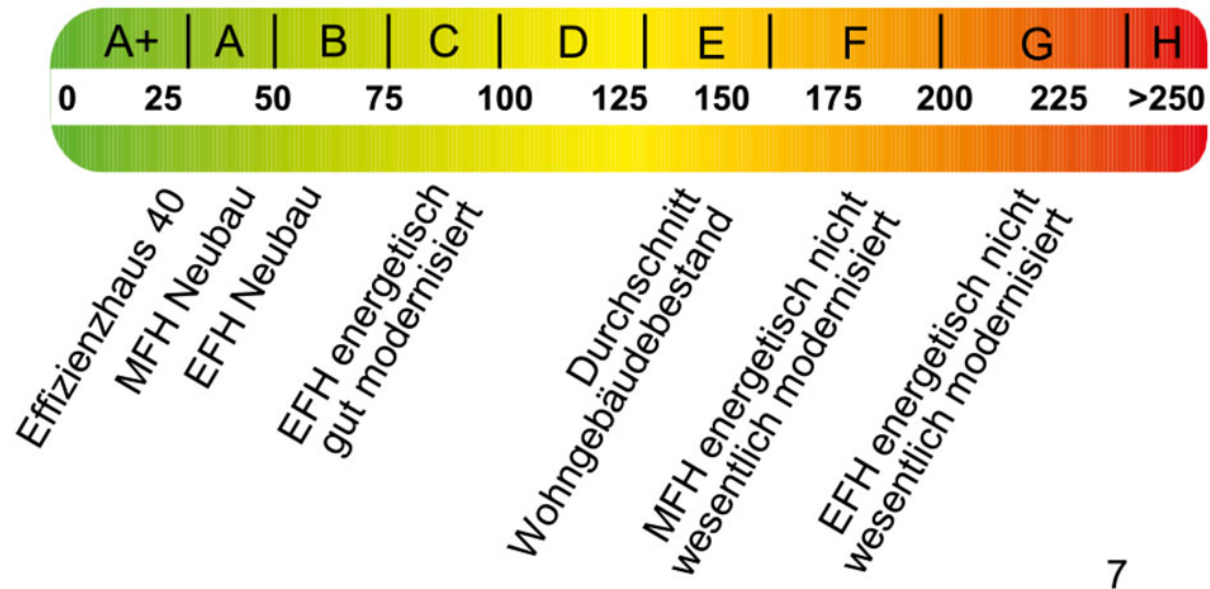 A+ | A | B | C | D | E | F | G | H
0 25 50 75 100 125 150 175 200 225 >250
Effizienzhaus 40
MFH Neubau
EFH Neubau
EFH energetisch
gut modernisiert
Durchschnitt
Wohngebäudebestand
MFH energetisch nicht
wesentlich modernisiert
EFH energetisch nicht
wesentlich modernisiert
7